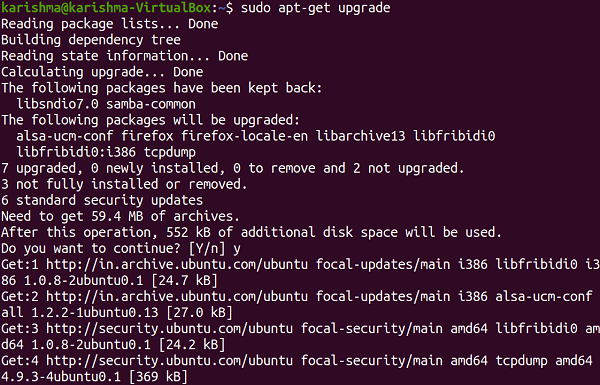 karishma@karishma-VirtualBox:~$ sudo apt-get upgrade
Reading package lists... Done
Building dependency tree
Reading state information... Done
Calculating upgrade... Done
The following packages have been kept back:
  libsndio7.0 samba-common
The following packages will be upgraded:
  alsa-ucm-conf firefox firefox-locale-en libarchive13 libfribidi0
  libfribidi0:i386 tcpdump
7 upgraded, 0 newly installed, 0 to remove and 2 not upgraded.
3 not fully installed or removed.
6 standard security updates
Need to get 59.4 MB of archives.
After this operation, 552 kB of additional disk space will be used.
Do you want to continue? [Y/n] y
Get:1 http://in.archive.ubuntu.com/ubuntu focal-updates/main i386 libfribidi0 i3
86 1.0.8-2ubuntu0.1 [24.7 kB]
Get:2 http://in.archive.ubuntu.com/ubuntu focal-updates/main i386 alsa-ucm-conf
all 1.2.2-1ubuntu0.13 [27.0 kB]
Get:3 http://security.ubuntu.com/ubuntu focal-security/main amd64 libfribidi0 am
d64 1.0.8-2ubuntu0.1 [24.2 kB]
Get:4 http://security.ubuntu.com/ubuntu focal-security/main amd64 tcpdump amd64
4.9.3-4ubuntu0.1 [369 kB]